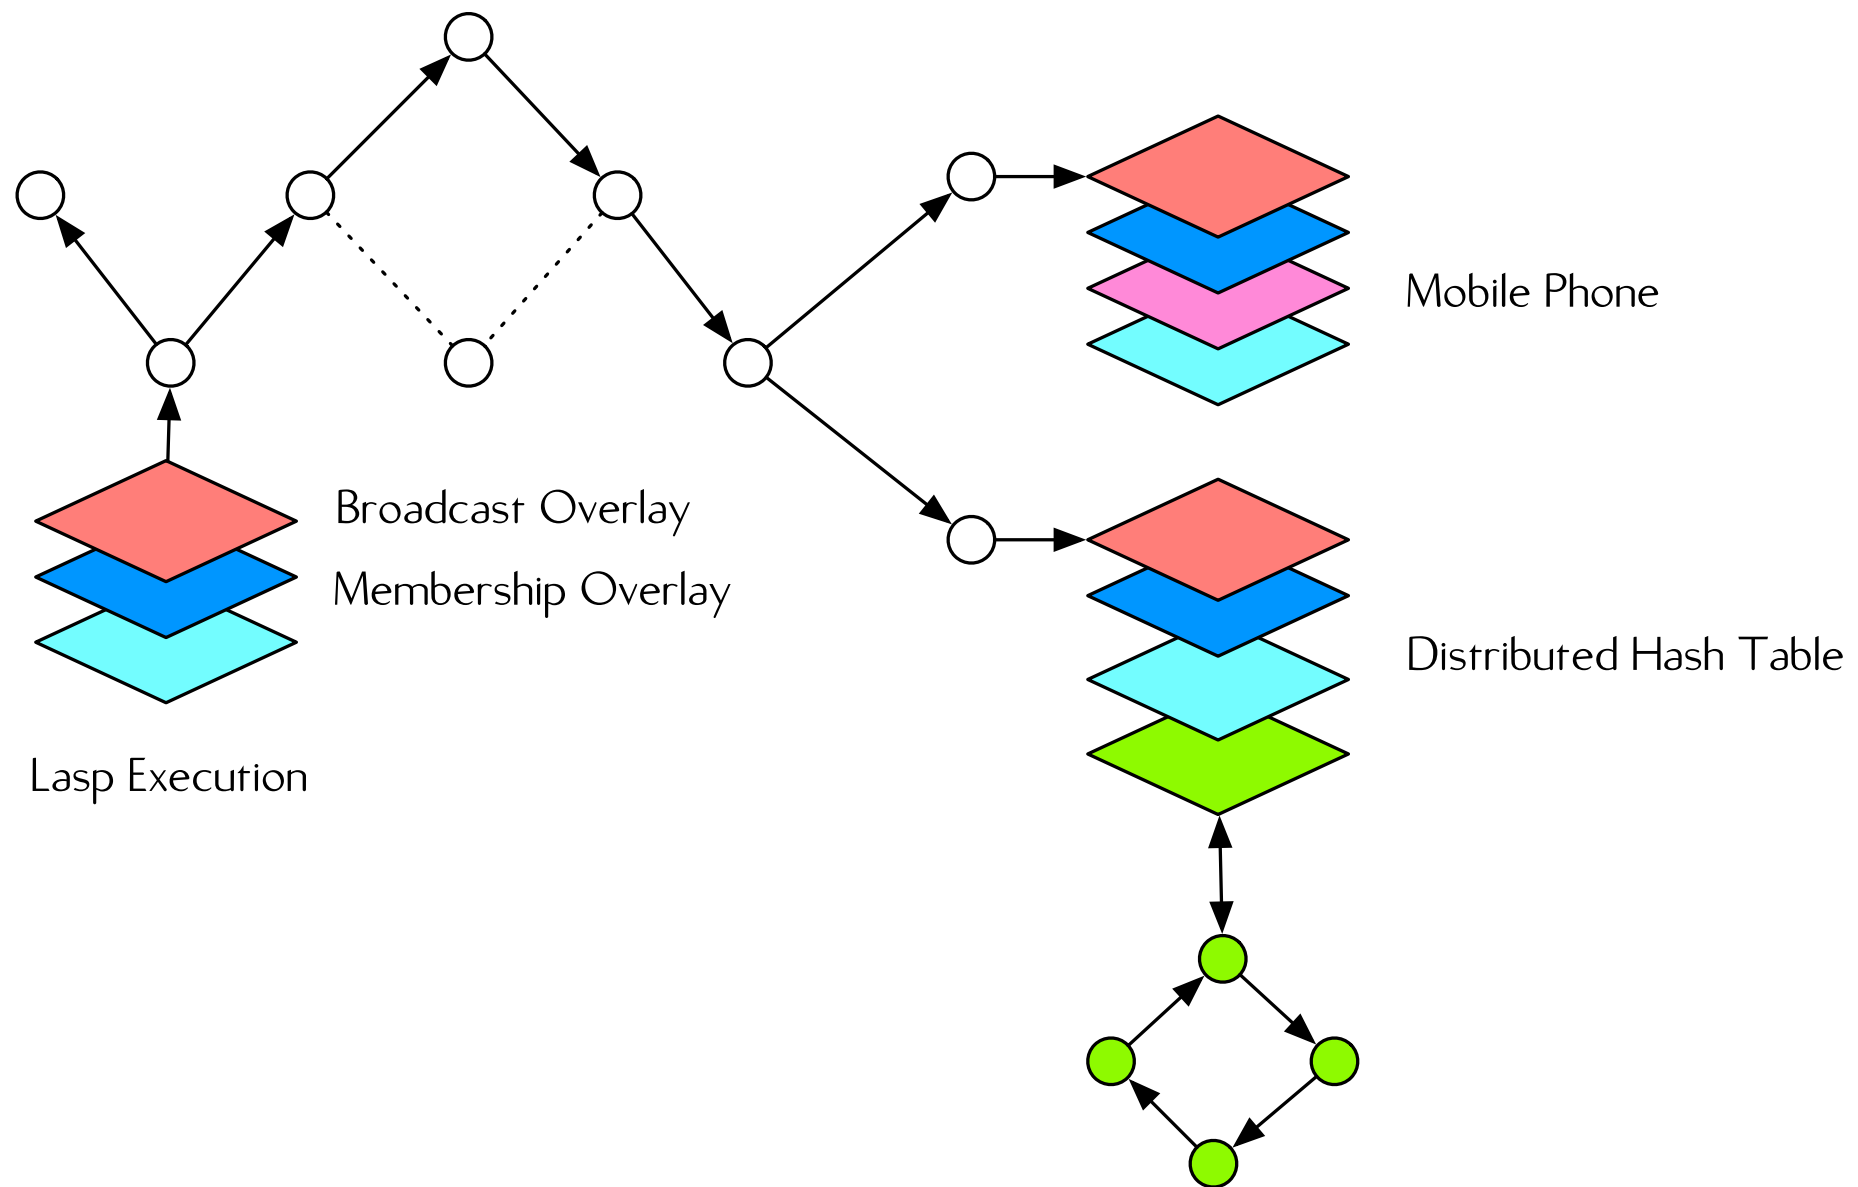 Mobile Phone
Broadcast Overlay
Membership Overlay
Distributed Hash Table
Lasp Execution